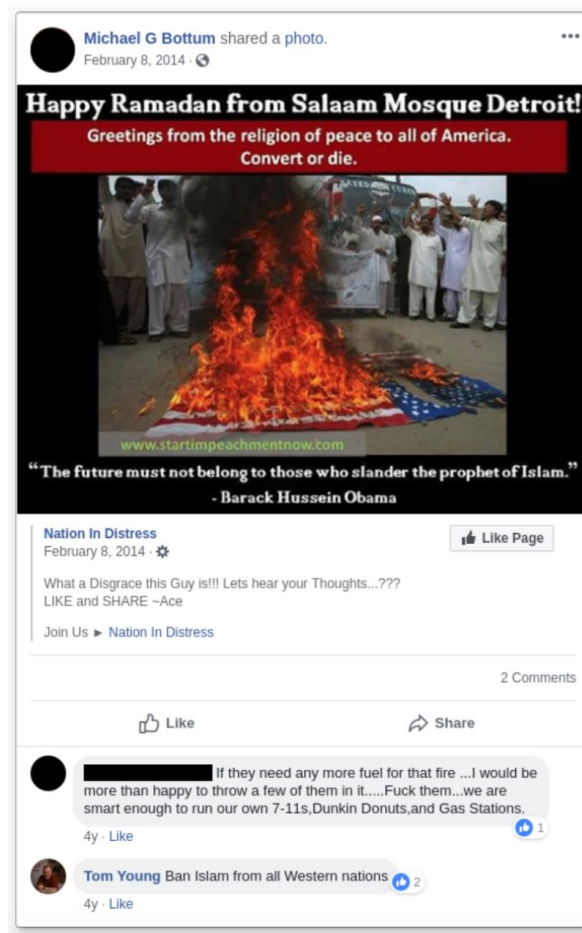 Michael G Bottum shared a photo.
February 8, 2014 ·
Happy Ramadan from Salaam Mosque Detroit!
Greetings from the religion of peace to all of America.
Convert or die.
www.startimpeachmentnow.com
“The future must not belong to those who slander the prophet of Islam.”
- Barack Hussein Obama
Nation In Distress
February 8, 2014 ·
Like Page
What a Disgrace this Guy is!!! Lets hear your Thoughts...???
LIKE and SHARE ~Ace
Join Us ► Nation In Distress
2 Comments
Like
Share
If they need any more fuel for that fire ...I would be
more than happy to throw a few of them in it.....Fuck them...we are
smart enough to run our own 7-11s,Dunkin Donuts,and Gas Stations.
1
4y · Like
Tom Young Ban Islam from all Western nations
2
4y · Like